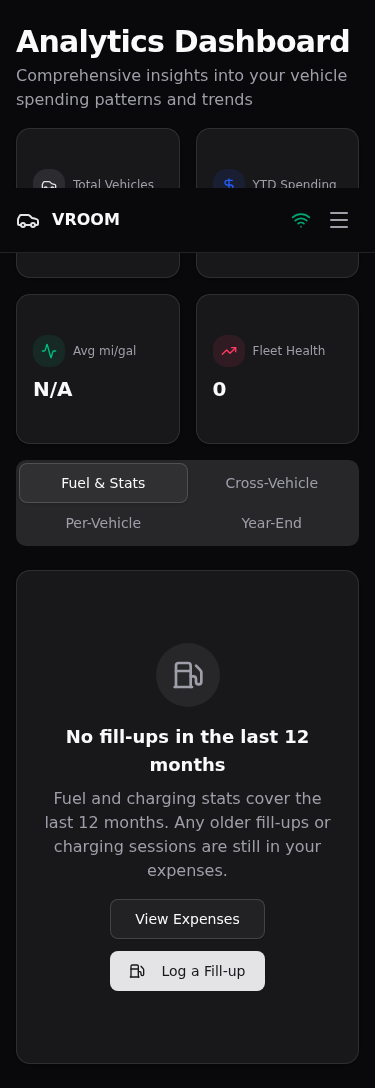 Analytics Dashboard
Comprehensive insights into your vehicle
spending patterns and trends
Total Vehicles
YTD Spending
VROOM
Avg mi/gal
N/A
Fleet Health
0
Fuel & Stats
Cross-Vehicle
Per-Vehicle
Year-End
No fill-ups in the last 12
months
Fuel and charging stats cover the
last 12 months. Any older fill-ups or
charging sessions are still in your
expenses.
View Expenses
Log a Fill-up